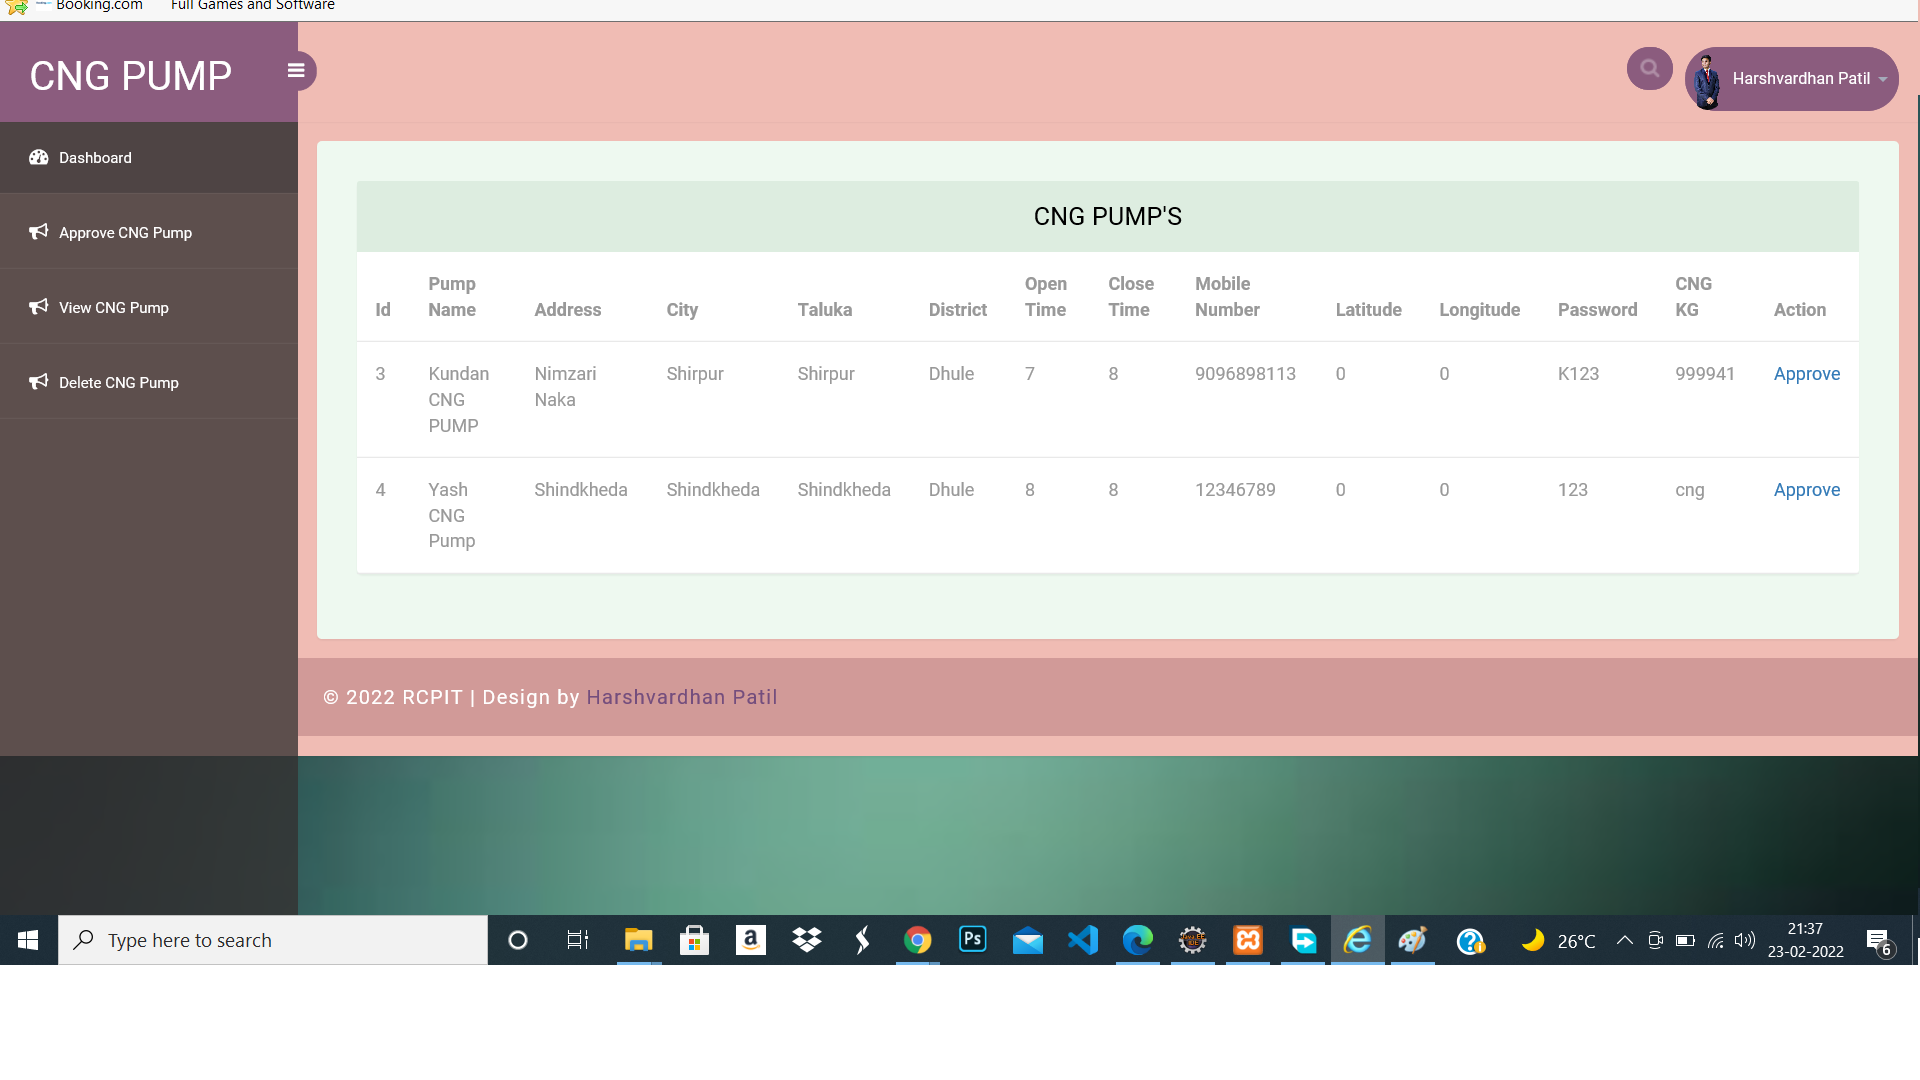 Booking.com Full Games and Software
CNG PUMP
Harshvardhan Patil
Dashboard
Approve CNG Pump
View CNG Pump
Delete CNG Pump
CNG PUMP'S
Id Pump Name Address City Taluka District Open Time Close Time Mobile Number Latitude Longitude Password CNG KG Action
3 Kundan CNG PUMP Nimzari Naka Shirpur Shirpur Dhule 7 8 9096898113 0 0 K123 999941 Approve
4 Yash CNG Pump Shindkheda Shindkheda Shindkheda Dhule 8 8 12346789 0 0 123 cng Approve
© 2022 RCPIT | Design by Harshvardhan Patil
Type here to search
Ps
26°C
21:37
23-02-2022
6